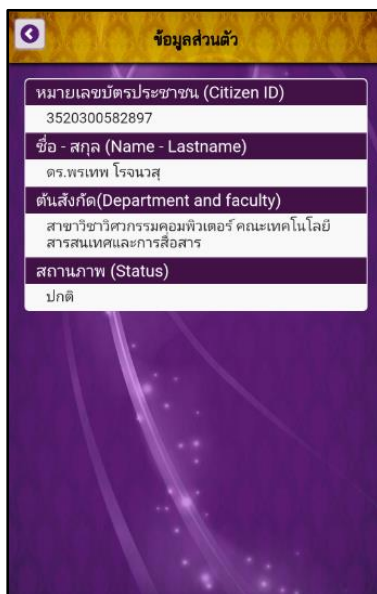 ข้อมูลส่วนตัว
หมายเลขบัตรประชาชน (Citizen ID)
3520300582897
ชื่อ - สกุล (Name - Lastname)
ดร.พรเทพ โรจนวสุ
ต้นสังกัด(Department and faculty)
สาขาวิชาวิศวกรรมคอมพิวเตอร์ คณะเทคโนโลยี
สารสนเทศและการสื่อสาร
สถานภาพ (Status)
ปกติ